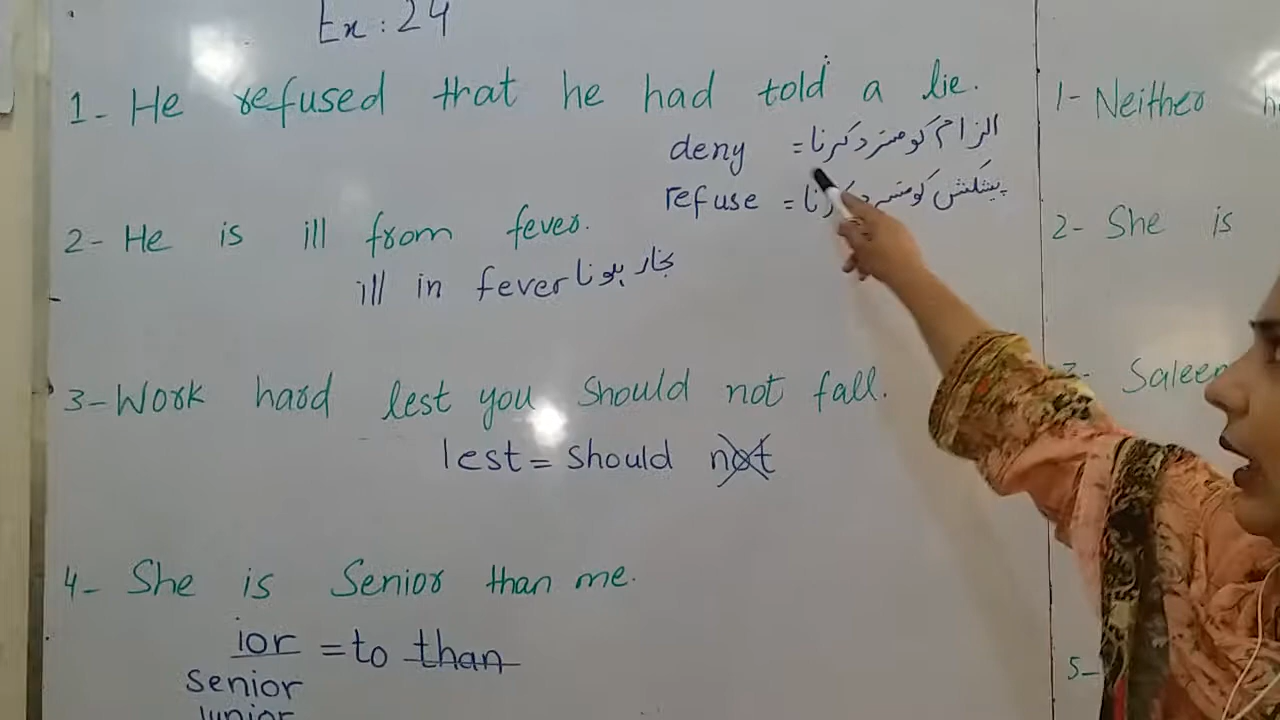 Ex: 24
1- He refused that he had told a lie.
deny = الزام کو مسترد کرنا
refuse = پیشکش کو مسترد کرنا
2- He is ill from fever.
ill in fever بخار ہونا
3- Work hard lest you should not fall.
lest = should not
4- She is Senior than me.
ior = to than
senior
junior
1- Neither
2- She is
3- Saleem
5-